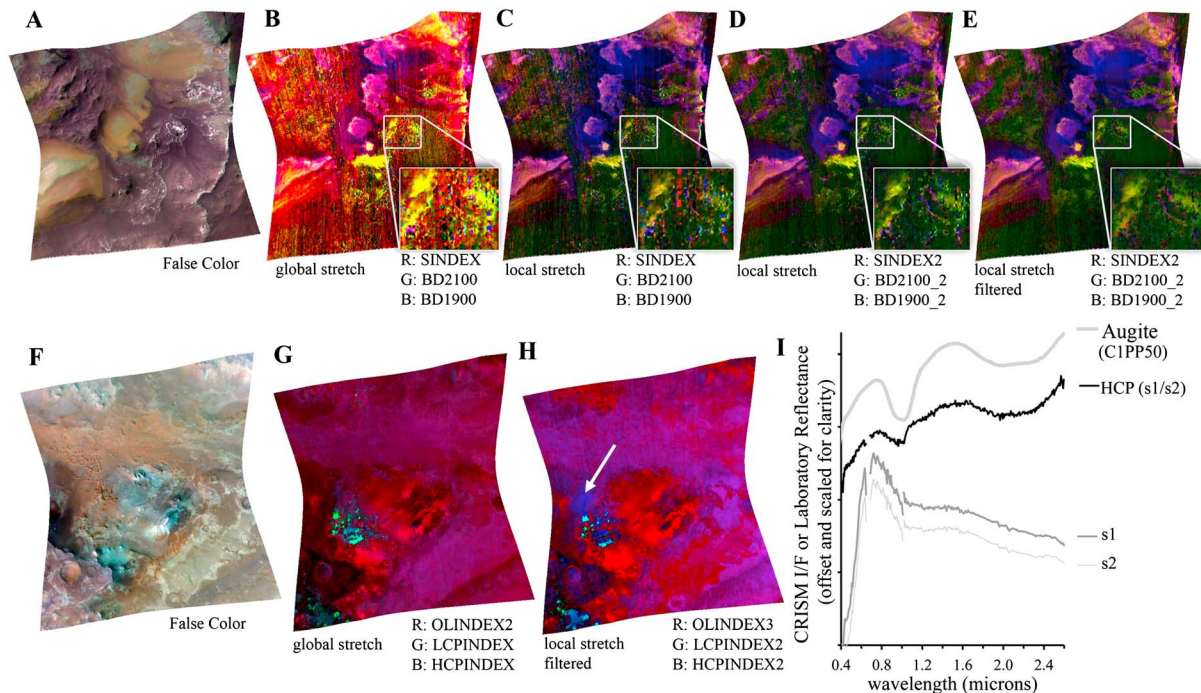 A
B
C
D
E
False Color
global stretch
R: SINDEX
G: BD2100
B: BD1900
local stretch
R: SINDEX
G: BD2100
B: BD1900
local stretch
R: SINDEX2
G: BD2100_2
B: BD1900_2
local stretch
filtered
R: SINDEX2
G: BD2100_2
B: BD1900_2
F
G
H
I
False Color
global stretch
R: OLINDEX2
G: LCPINDEX
B: HCPINDEX
local stretch
filtered
R: OLINDEX3
G: LCPINDEX2
B: HCPINDEX2
CRISM I/F or Laboratory Reflectance
(offset and scaled for clarity)
Augite
(C1PP50)
HCP (s1/s2)
s1
s2
0.4 0.8 1.2 1.6 2.0 2.4
wavelength (microns)